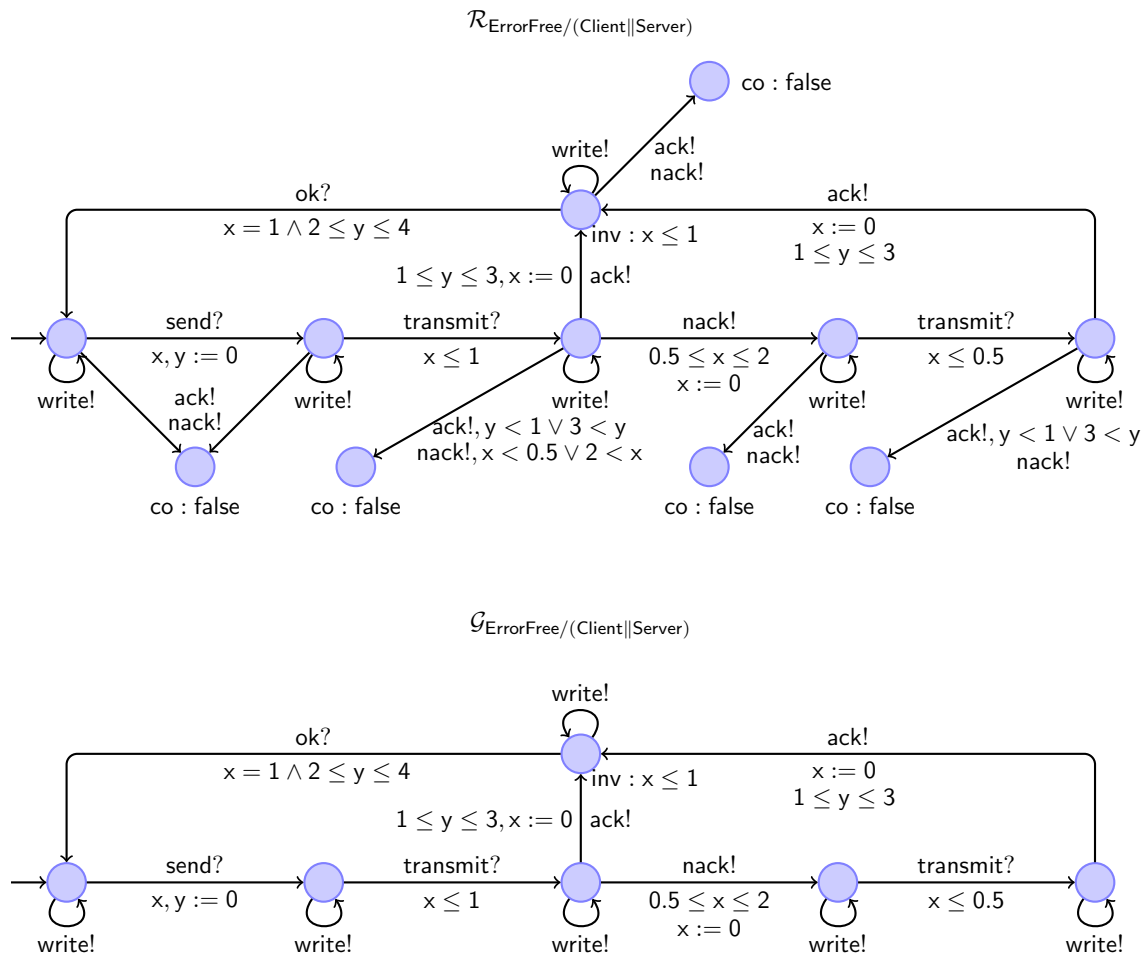 R_ErrorFree/(Client∥Server)
co : false
write!
ack!
nack!
ok?
ack!
x = 1 ∧ 2 ≤ y ≤ 4
inv : x ≤ 1
x := 0
1 ≤ y ≤ 3
1 ≤ y ≤ 3, x := 0
ack!
send?
transmit?
nack!
transmit?
x, y := 0
x ≤ 1
0.5 ≤ x ≤ 2
x := 0
x ≤ 0.5
write!
write!
write!
write!
write!
ack!
nack!
ack!, y < 1 ∨ 3 < y
nack!, x < 0.5 ∨ 2 < x
ack!
nack!
ack!, y < 1 ∨ 3 < y
nack!
co : false
co : false
co : false
co : false
G_ErrorFree/(Client∥Server)
write!
ok?
ack!
x = 1 ∧ 2 ≤ y ≤ 4
inv : x ≤ 1
x := 0
1 ≤ y ≤ 3
1 ≤ y ≤ 3, x := 0
ack!
send?
transmit?
nack!
transmit?
x, y := 0
x ≤ 1
0.5 ≤ x ≤ 2
x := 0
x ≤ 0.5
write!
write!
write!
write!
write!